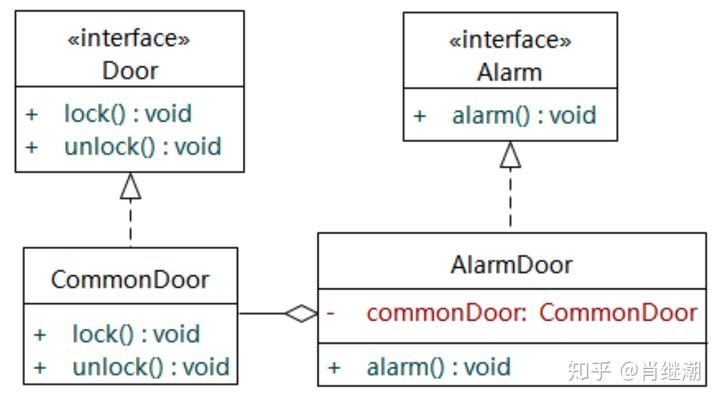 «interface»
Door
+ lock() : void
+ unlock() : void
«interface»
Alarm
+ alarm() : void
CommonDoor
+ lock() : void
+ unlock() : void
AlarmDoor
- commonDoor: CommonDoor
+ alarm() : void
知乎 @肖继潮